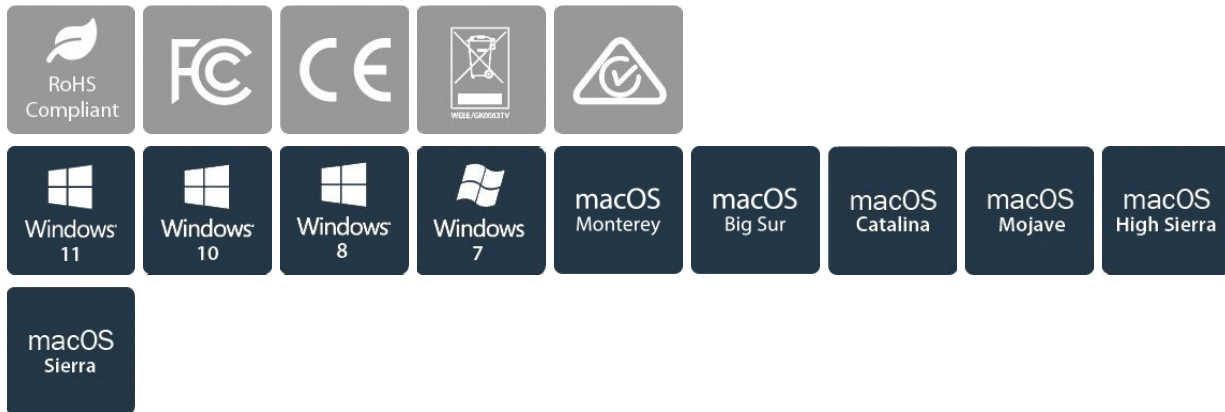 RoHS
Compliant
FC
CE
WEEE/GK0063TV
Windows
11
Windows
10
Windows
8
Windows
7
macOS
Monterey
macOS
Big Sur
macOS
Catalina
macOS
Mojave
macOS
High Sierra
macOS
Sierra